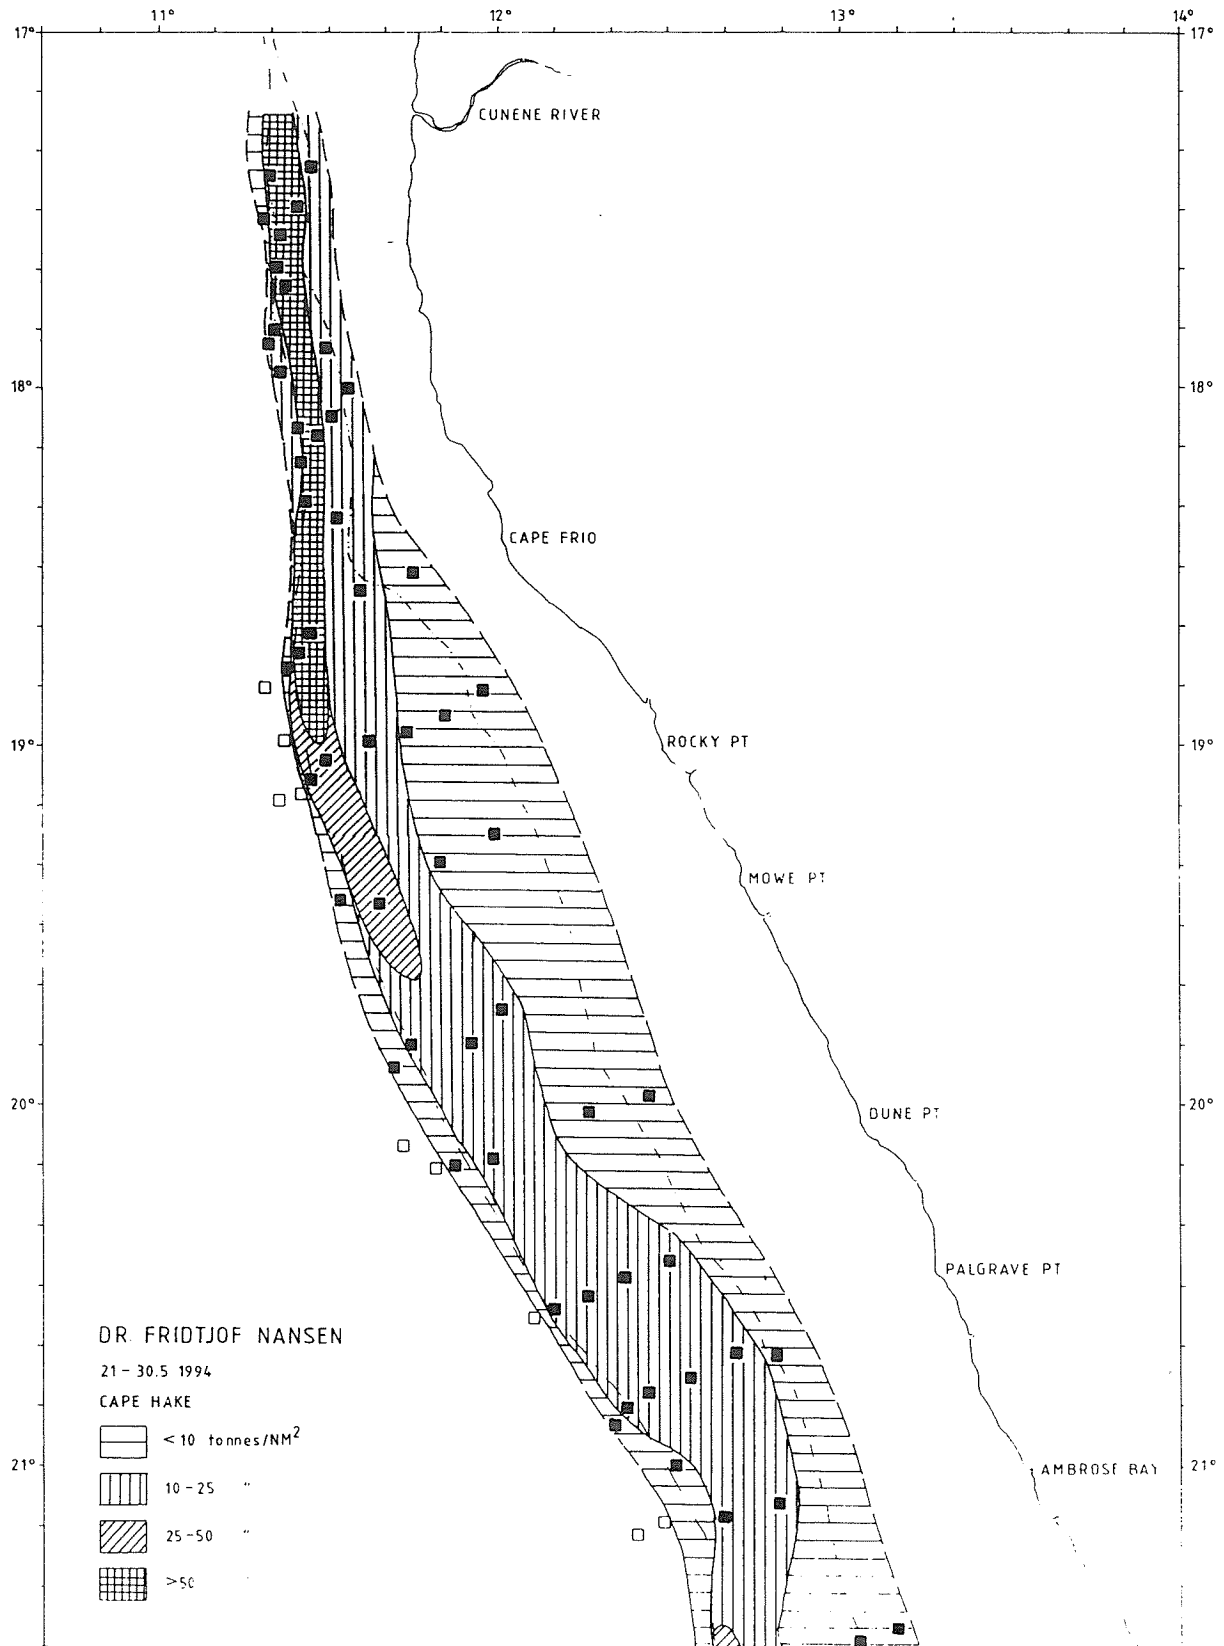 11° 12° 13° 14°
17° 17°
CUNENE RIVER
18° 18°
CAPE FRIO
19° ROCKY PT 19°
MOWE PT
20° DUNE PT 20°
PALGRAVE PT
DR. FRIDTJOF NANSEN
21-30.5 1994
CAPE HAKE
<10 tonnes/NM²
21° AMBROSE BAY 21°
10-25 "
25-50 "
>50 "